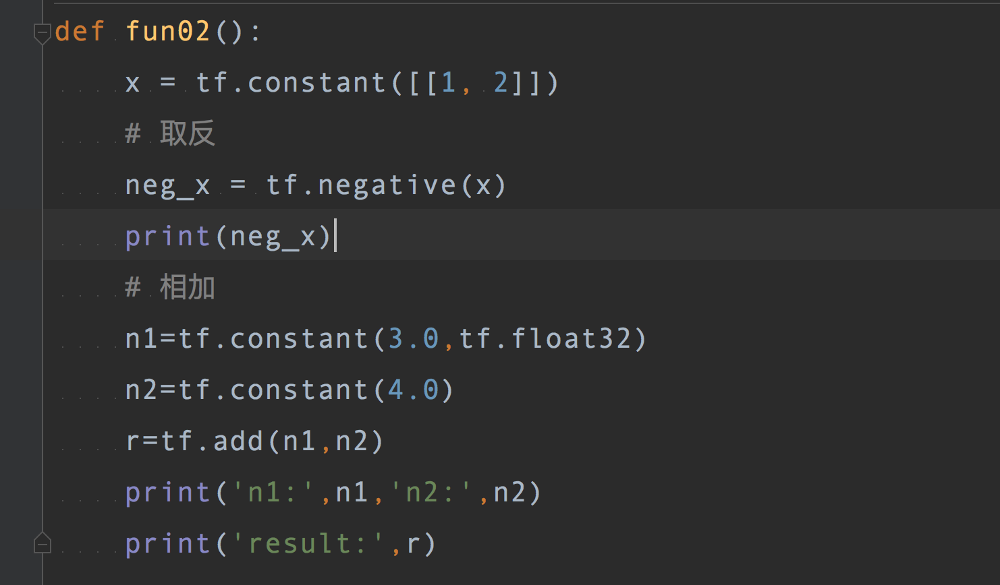 def fun02():
    x = tf.constant([[1, 2]])
    # 取反
    neg_x = tf.negative(x)
    print(neg_x)
    # 相加
    n1=tf.constant(3.0,tf.float32)
    n2=tf.constant(4.0)
    r=tf.add(n1,n2)
    print('n1:',n1,'n2:',n2)
    print('result:',r)